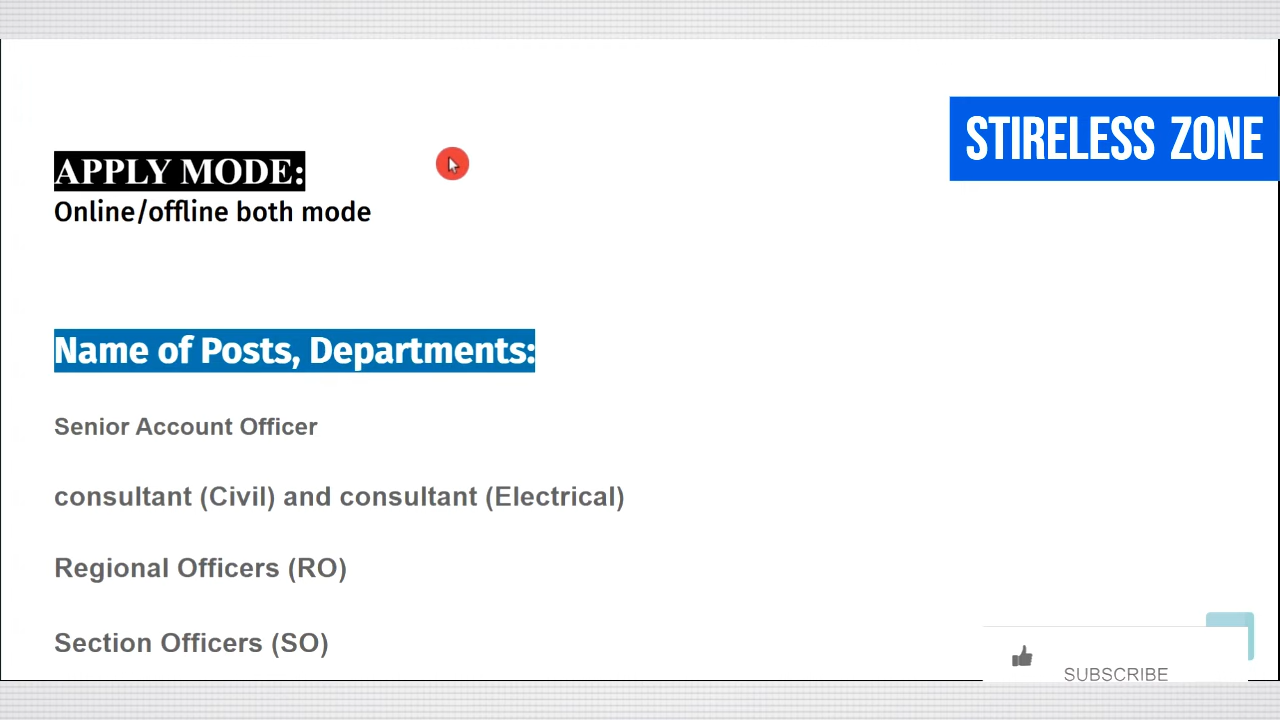 STIRELESS ZONE
APPLY MODE:
Online/offline both mode
Name of Posts, Departments:
Senior Account Officer
consultant (Civil) and consultant (Electrical)
Regional Officers (RO)
Section Officers (SO)
SUBSCRIBE